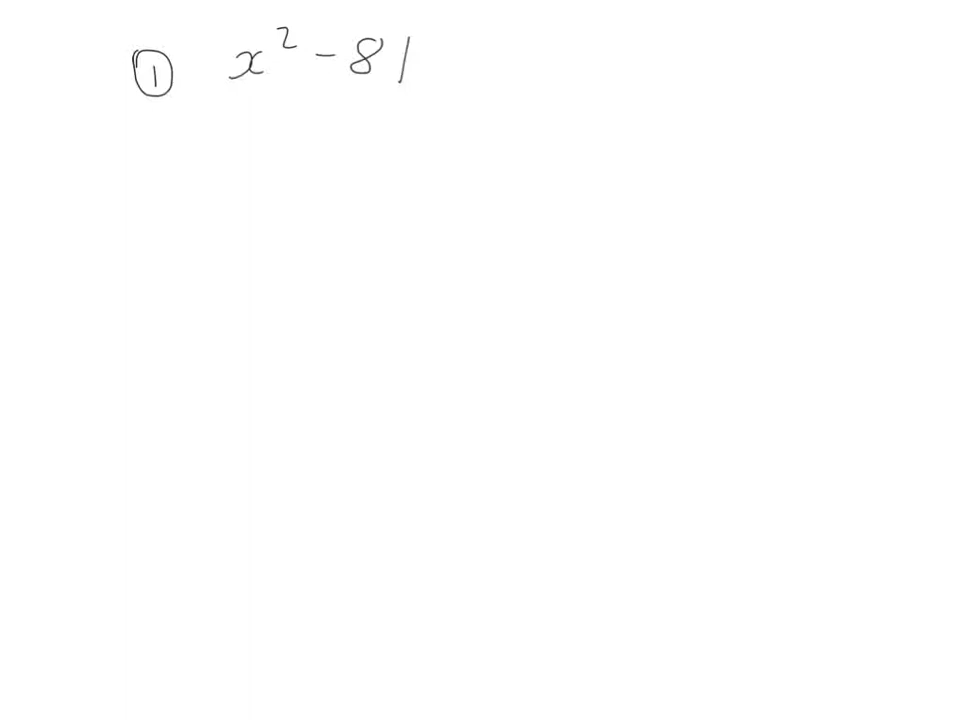 ① x² - 81